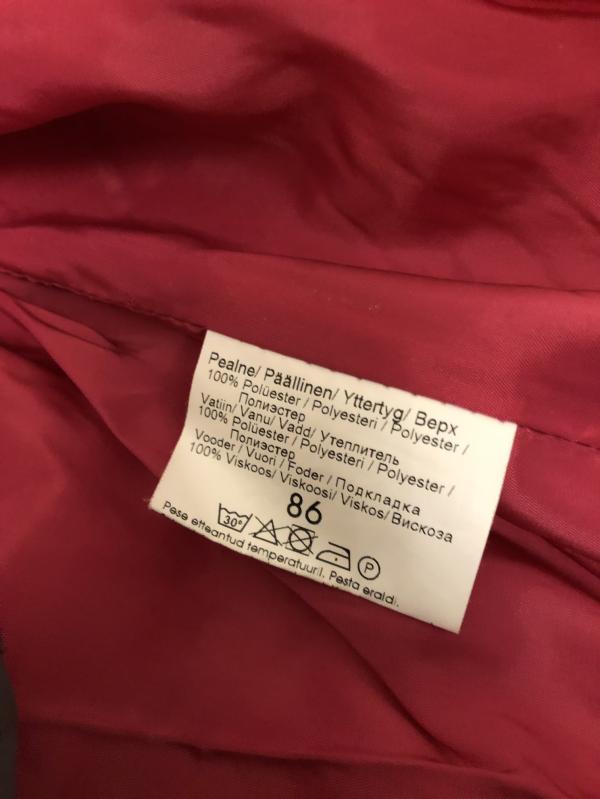 Pealne/ Päällinen/ Yttertyg/ Верх
100% Polüester / Polyesteri / Polyester /
Полиэстер
Vatiin/ Vanu/ Vadd/ Утеплитель
100% Polüester / Polyesteri / Polyester /
Полиэстер
Vooder / Vuori / Foder / Подкладка
100% Viskoos/ Viskoosi/ Viskos/ Вискоза
86
30° P
Pese etteantud temperatuuril. Pesta eraldi.